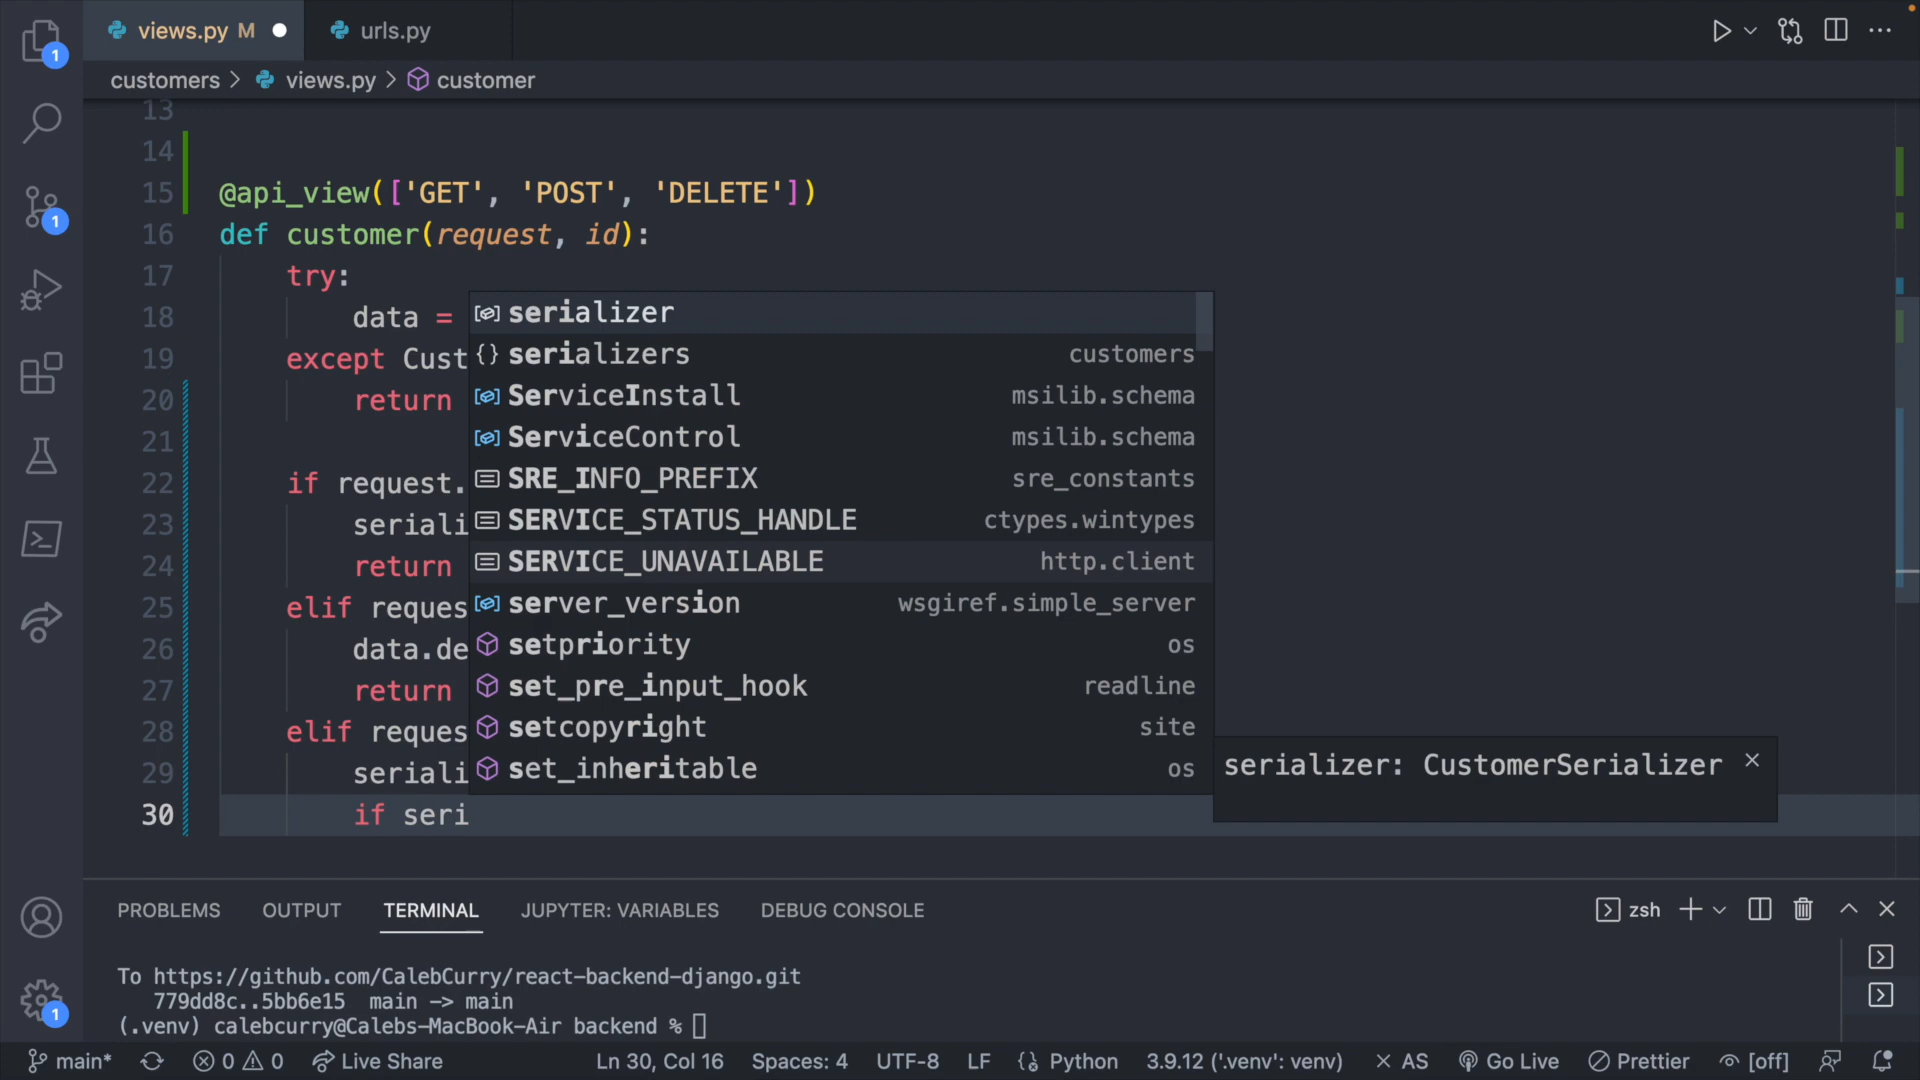 views.py M
urls.py
customers > views.py > customer
13
14
15 @api_view(['GET', 'POST', 'DELETE'])
16 def customer(request, id):
17 try:
18 data =
19 except Cust
20 return
21
22 if request.
23 seriali
24 return
25 elif reques
26 data.de
27 return
28 elif reques
29 seriali
30 if seri
serializer
serializers customers
ServiceInstall msilib.schema
ServiceControl msilib.schema
SRE_INFO_PREFIX sre_constants
SERVICE_STATUS_HANDLE ctypes.wintypes
SERVICE_UNAVAILABLE http.client
server_version wsgiref.simple_server
setpriority os
set_pre_input_hook readline
setcopyright site
set_inheritable os
serializer: CustomerSerializer
1
1
1
PROBLEMS OUTPUT TERMINAL JUPYTER: VARIABLES DEBUG CONSOLE
zsh
To https://github.com/CalebCurry/react-backend-django.git
779dd8c..5bb6e15 main -> main
(.venv) calebcurry@Calebs-MacBook-Air backend %
main* 0 0 Live Share Ln 30, Col 16 Spaces: 4 UTF-8 LF Python 3.9.12 ('.venv': venv) AS Go Live Prettier [off]